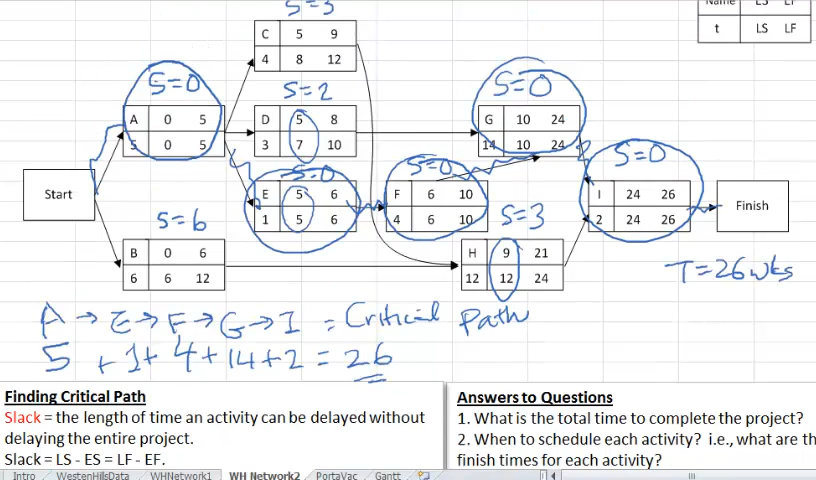 S=3
Name LS LF
t LS LF
C 5 9
4 8 12
S=0
S=2
S=0
A 0 5
5 0 5
D 5 8
3 7 10
G 10 24
14 10 24
S=0
S=0
S=0
Start
E 5 6
1 5 6
F 6 10
4 6 10
I 24 26
2 24 26
Finish
S=6
S=3
B 0 6
6 6 12
H 9 21
12 12 24
T=26wks
A → E → F → G → I = Critical Path
5 + 1 + 4 + 14 + 2 = 26
Finding Critical Path
Slack = the length of time an activity can be delayed without
delaying the entire project.
Slack = LS - ES = LF - EF.
Answers to Questions
1. What is the total time to complete the project?
2. When to schedule each activity? i.e., what are th
finish times for each activity?
Intro WestenHillsData WHNetwork1 WH Network2 PortaVac Gantt